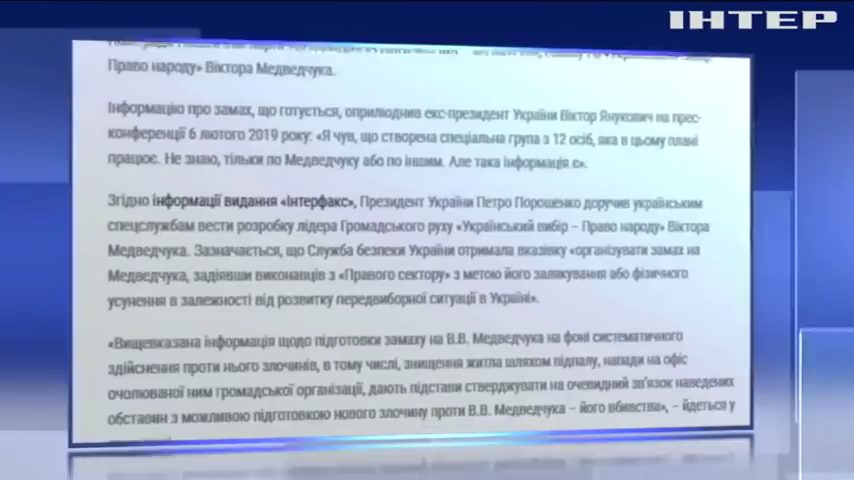 ІНТЕР
Право народу» Віктора Медведчука.
Інформацію про замах, що готується, оприлюднив екс-президент України Віктор Янукович на прес-
конференції 6 лютого 2019 року: «Я чув, що створена спеціальна група з 12 осіб, яка в цьому плані
працює. Не знаю, тільки по Медведчуку або по іншим. Але така інформація є».
Згідно інформації видання «Інтерфакс», Президент України Петро Порошенко доручив українським
спецслужбам вести розробку лідера Громадського руху «Український вибір – Право народу» Віктора
Медведчука. Зазначається, що Служба безпеки України отримала вказівку «організувати замах на
Медведчука, задіявши виконавців з «Правого сектору» з метою його залякування або фізичного
усунення в залежності від розвитку передвиборної ситуації в Україні».
«Вищевказана інформація щодо підготовки замаху на В.В. Медведчука на фоні систематичного
здійснення проти нього злочинів, в тому числі, знищення житла шляхом підпалу, напади на офіс
очолюваної ним громадської організації, дають підстави стверджувати на очевидний зв'язок наведених
обставин з можливою підготовкою нового злочину проти В.В. Медведчука – його вбивства», – йдеться у